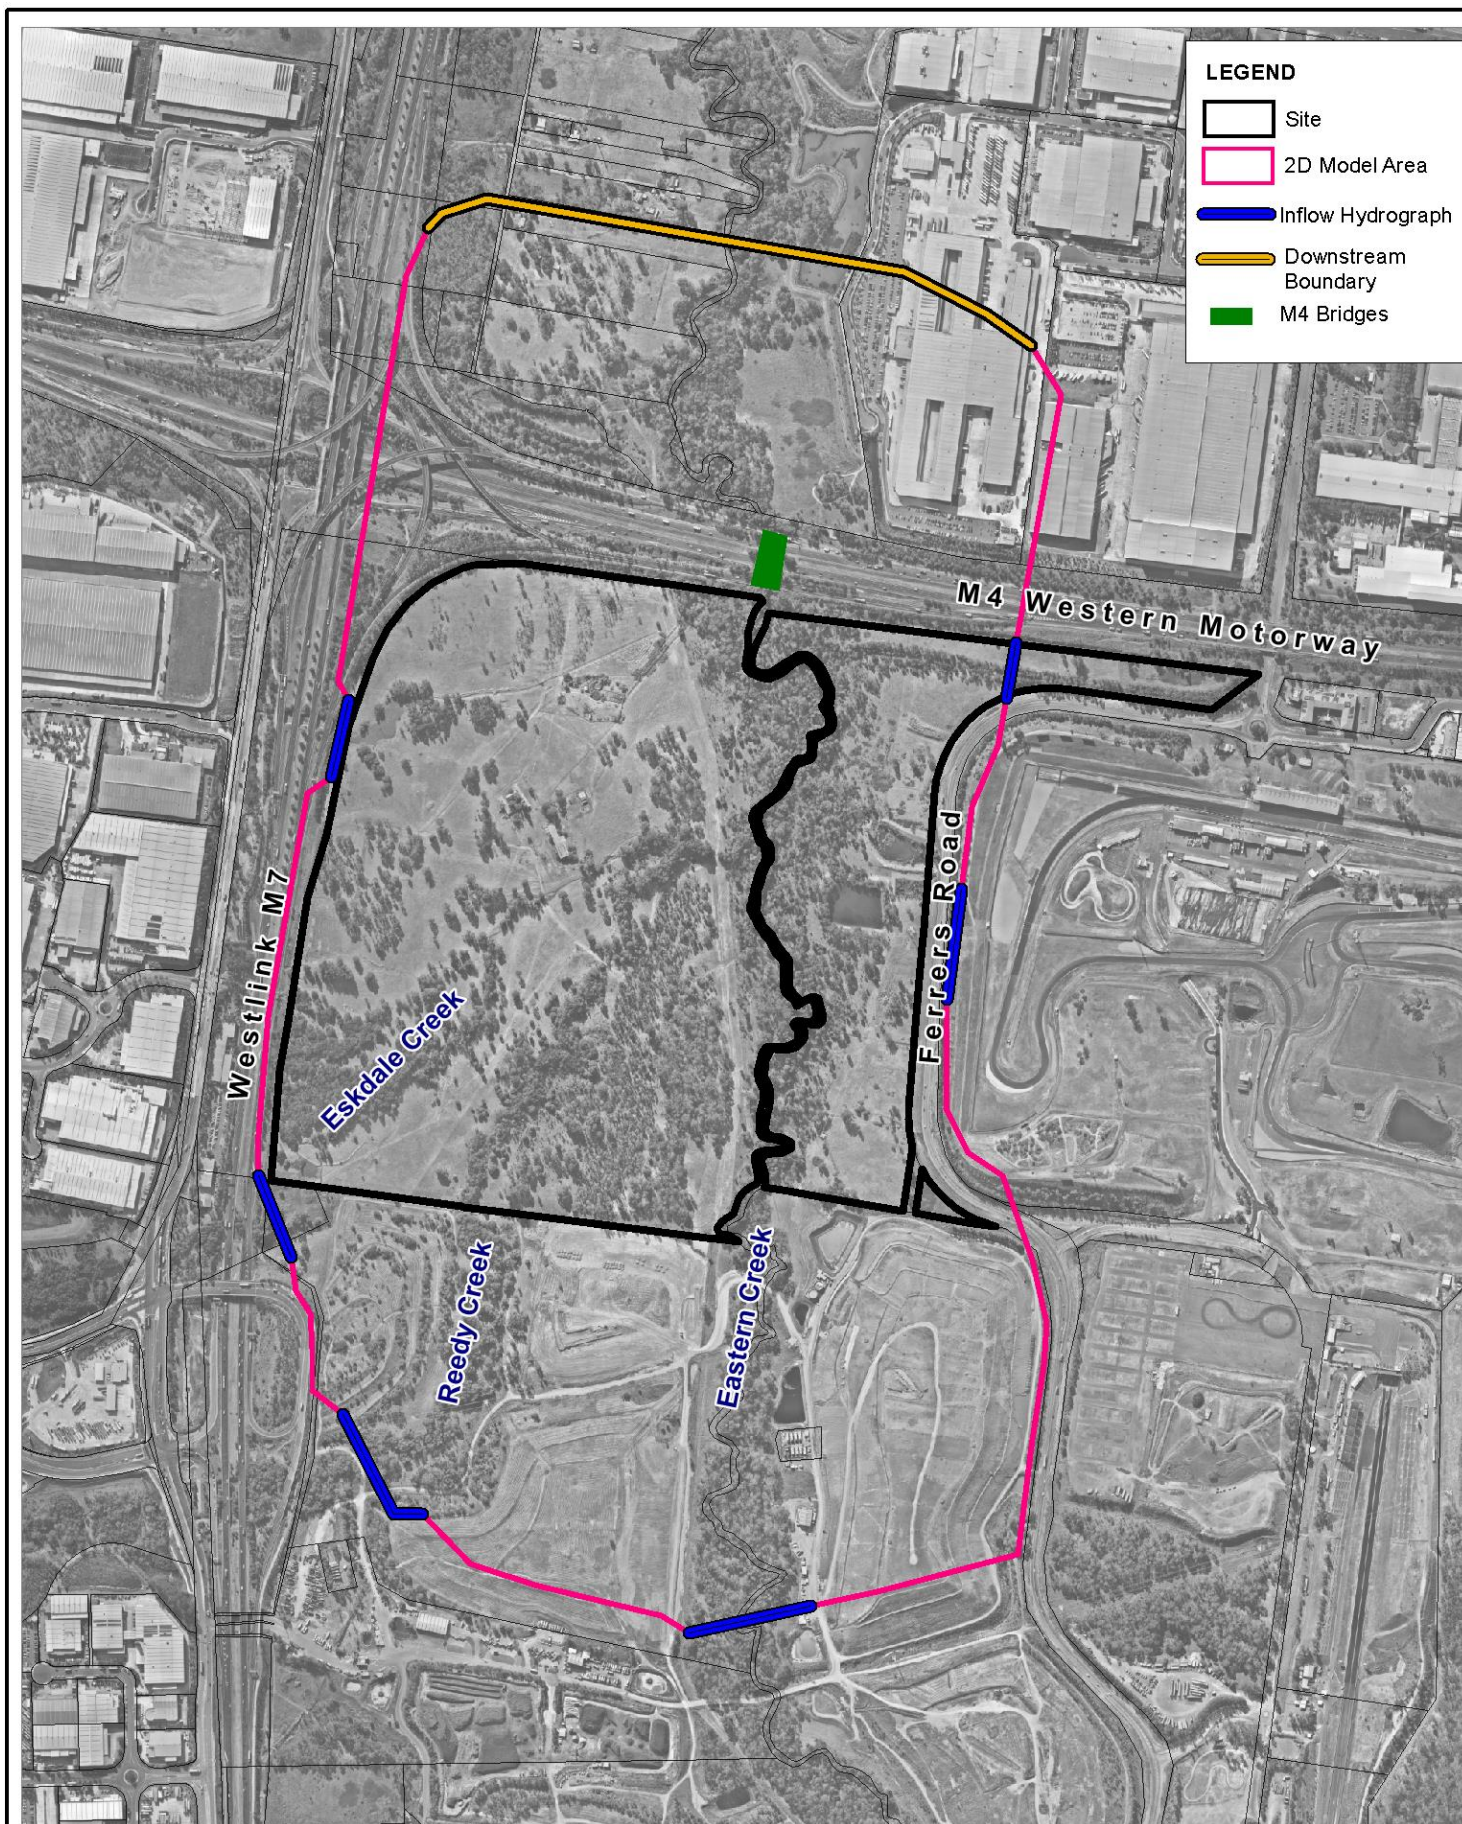 LEGEND
Site
2D Model Area
Inflow Hydrograph
Downstream
Boundary
M4 Bridges
M4 Western Motorway
Ferrers Road
Westlink M7
Eskdale Creek
Reedy Creek
Eastern Creek